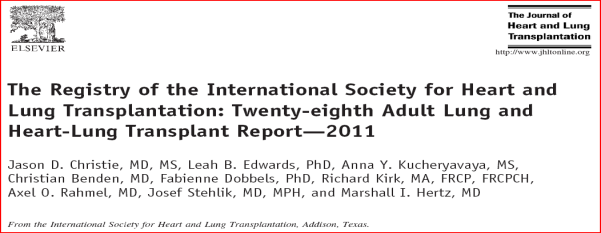 ELSEVIER
The Journal of
Heart and Lung
Transplantation
http://www.jhltonline.org
The Registry of the International Society for Heart and
Lung Transplantation: Twenty-eighth Adult Lung and
Heart-Lung Transplant Report—2011
Jason D. Christie, MD, MS, Leah B. Edwards, PhD, Anna Y. Kucheryavaya, MS,
Christian Benden, MD, Fabienne Dobbels, PhD, Richard Kirk, MA, FRCP, FRCPCH,
Axel O. Rahmel, MD, Josef Stehlik, MD, MPH, and Marshall I. Hertz, MD
From the International Society for Heart and Lung Transplantation, Addison, Texas.